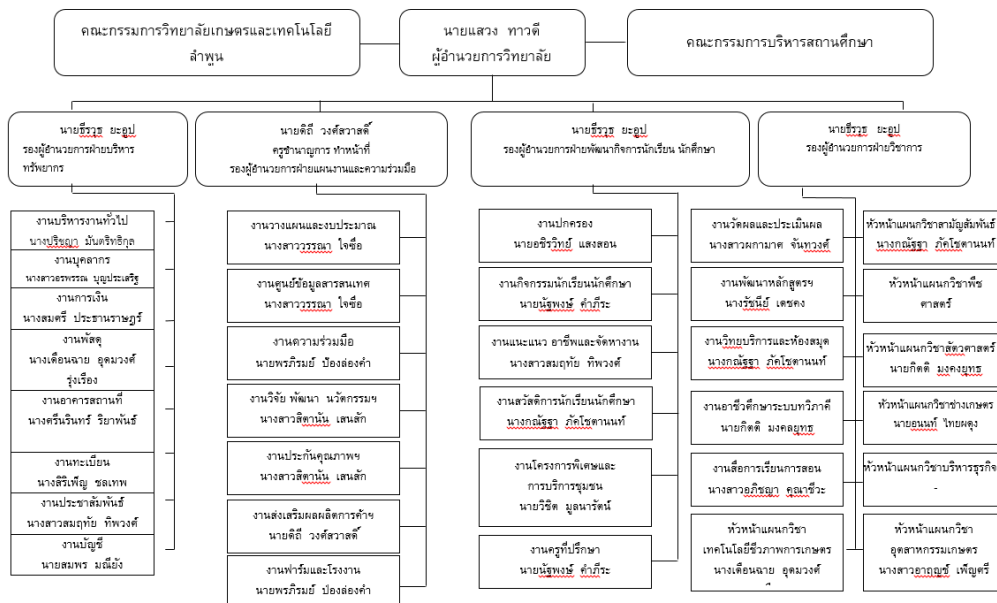 คณะกรรมการวิทยาลัยเกษตรและเทคโนโลยี
ลำพูน
นายแสวง ทาวดี
ผู้อำนวยการวิทยาลัย
คณะกรรมการบริหารสถานศึกษา
นายธีรวุธ ยะอูป
รองผู้อำนวยการฝ่ายบริหาร
ทรัพยากร
นายดิถี วงศ์สวาสดิ์
ครูชำนาญการ ทำหน้าที่
รองผู้อำนวยการฝ่ายแผนงานและความร่วมมือ
นายธีรวุธ ยะอูป
รองผู้อำนวยการฝ่ายพัฒนากิจการนักเรียน นักศึกษา
นายธีรวุธ ยะอูป
รองผู้อำนวยการฝ่ายวิชาการ
งานบริหารงานทั่วไป
นางปริชญา มันตริทธิกุล
งานบุคลากร
นางสาวอรพรรณ บุญประเสริฐ
งานการเงิน
นางสมศรี ประธานราษฎร์
งานพัสดุ
นางเดือนฉาย อุดมวงศ์
รุ่งเรือง
งานอาคารสถานที่
นางศรีนรินทร์ ริยาพันธ์
งานทะเบียน
นางสิริเพ็ญ ชลเทพ
งานประชาสัมพันธ์
นางสาวสมฤทัย ทิพวงศ์
งานบัญชี
นายสมพร มณียัง
งานวางแผนและงบประมาณ
นางสาววรรณา ใจซื่อ
งานศูนย์ข้อมูลสารสนเทศ
นางสาววรรณา ใจซื่อ
งานความร่วมมือ
นายพรภิรมย์ ป้องล่องคำ
งานวิจัย พัฒนา นวัตกรรมฯ
นางสาวสิตานัน เสนสัก
งานประกันคุณภาพฯ
นางสาวสิตานัน เสนสัก
งานส่งเสริมผลผลิตการค้าฯ
นายดิถี วงศ์สวาสดิ์
งานฟาร์มและโรงงาน
นายพรภิรมย์ ป้องล่องคำ
งานปกครอง
นายอชิรวิทย์ แสงสอน
งานกิจกรรมนักเรียนนักศึกษา
นายนัฐพงษ์ คำภีระ
งานแนะแนว อาชีพและจัดหางาน
นางสาวสมฤทัย ทิพวงศ์
งานสวัสดิการนักเรียนนักศึกษา
นางกณัฐฐา ภัคโชตานนท์
งานโครงการพิเศษและ
การบริการชุมชน
นายวิชิต มูลนารัตน์
งานครูที่ปรึกษา
นายนัฐพงษ์ คำภีระ
งานวัดผลและประเมินผล
นางสาวผกามาศ จันทวงศ์
งานพัฒนาหลักสูตรฯ
นางรัชนีย์ เดชคง
งานวิทยบริการและห้องสมุด
นางกณัฐฐา ภัคโชตานนท์
งานอาชีวศึกษาระบบทวิภาคี
นายกิตติ มงคลยุทธ
งานสื่อการเรียนการสอน
นางสาวอภิชญา คุณาชีวะ
หัวหน้าแผนกวิชา
เทคโนโลยีชีวภาพการเกษตร
นางเดือนฉาย อุดมวงศ์
หัวหน้าแผนกวิชาสามัญสัมพันธ์
นางกณัฐฐา ภัคโชตานนท์
หัวหน้าแผนกวิชาพืช
ศาสตร์
หัวหน้าแผนกวิชาสัตวศาสตร์
นายกิตติ มงคงยุทธ
หัวหน้าแผนกวิชาช่างเกษตร
นายอนนท์ ไทยผดุง
หัวหน้าแผนกวิชาบริหารธุรกิจ
-
หัวหน้าแผนกวิชา
อุตสาหกรรมเกษตร
นางสาวอาญญช์ เพ็ญศรี